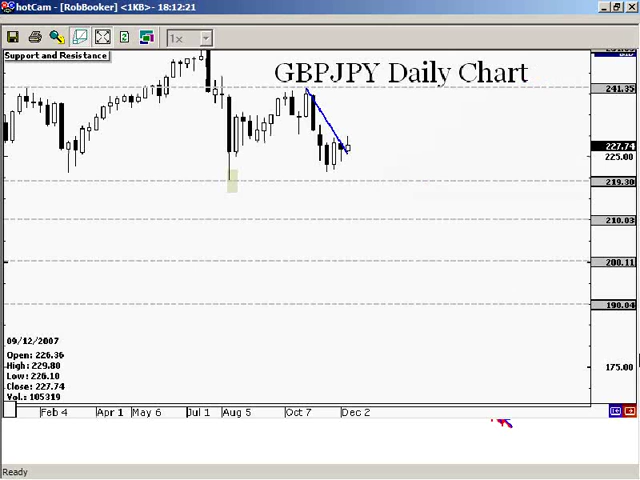 hotCam - [RobBooker] <1KB> - 18:12:21
1x
Support and Resistance
GBPJPY Daily Chart
241.35
227.74
225.00
219.30
210.03
200.11
190.04
175.00
09/12/2007
Open: 226.36
High: 229.80
Low: 226.10
Close: 227.74
Vol.: 105319
Feb 4 Apr 1 May 6 Jul 1 Aug 5 Oct 7 Dec 2
Ready